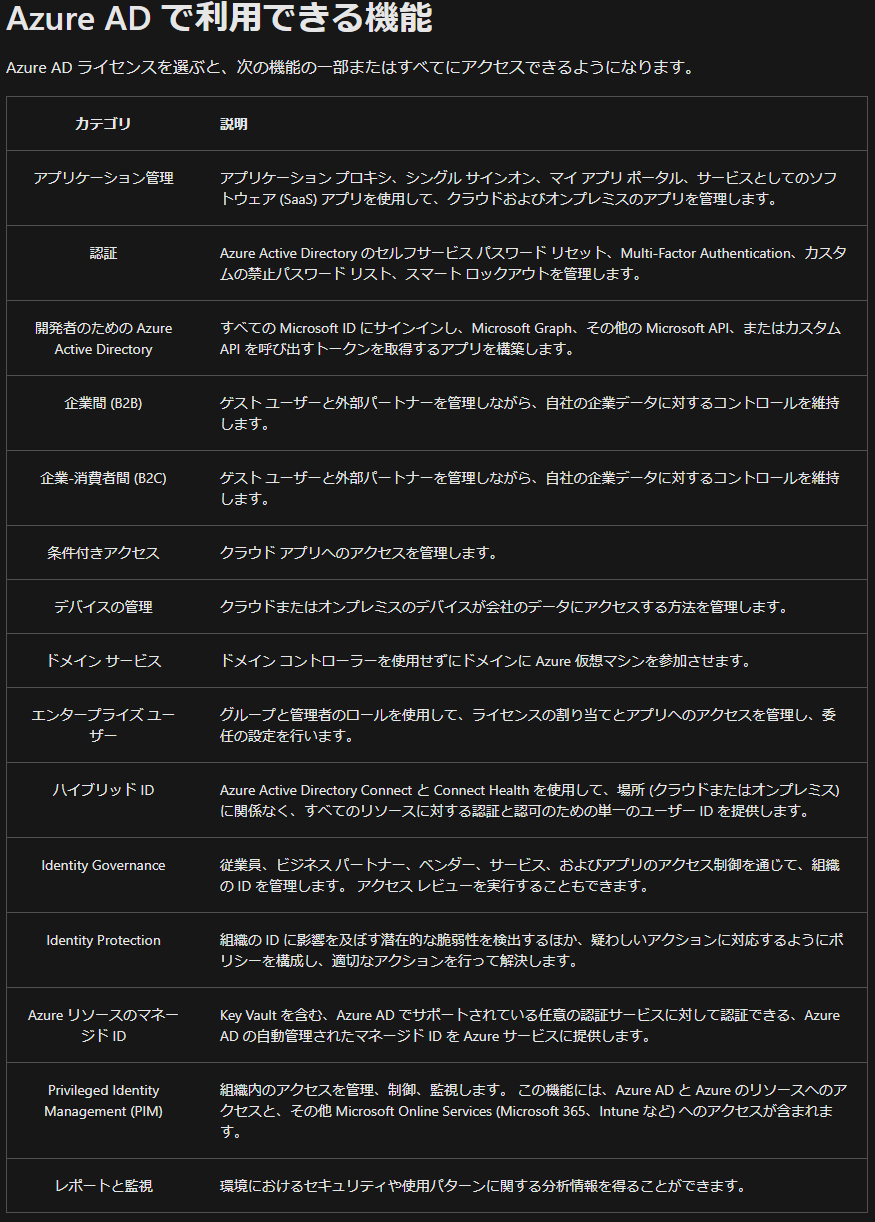 Azure AD で利用できる機能
Azure AD ライセンスを選ぶと、次の機能の一部またはすべてにアクセスできるようになります。
カテゴリ
説明
アプリケーション管理
アプリケーション プロキシ、シングル サインオン、マイ アプリ ポータル、サービスとしてのソフ
トウェア (SaaS) アプリを使用して、クラウドおよびオンプレミスのアプリを管理します。
認証
Azure Active Directory のセルフサービス パスワード リセット、Multi-Factor Authentication、カスタ
ムの禁止パスワード リスト、スマート ロックアウトを管理します。
開発者のための Azure
Active Directory
すべての Microsoft ID にサインインし、Microsoft Graph、その他の Microsoft API、またはカスタム
API を呼び出すトークンを取得するアプリを構築します。
企業間 (B2B)
ゲスト ユーザーと外部パートナーを管理しながら、自社の企業データに対するコントロールを維持
します。
企業-消費者間 (B2C)
ゲスト ユーザーと外部パートナーを管理しながら、自社の企業データに対するコントロールを維持
します。
条件付きアクセス
クラウド アプリへのアクセスを管理します。
デバイスの管理
クラウドまたはオンプレミスのデバイスが会社のデータにアクセスする方法を管理します。
ドメイン サービス
ドメイン コントローラーを使用せずにドメインに Azure 仮想マシンを参加させます。
エンタープライズ ユー
ザー
グループと管理者のロールを使用して、ライセンスの割り当てとアプリへのアクセスを管理し、委
任の設定を行います。
ハイブリッド ID
Azure Active Directory Connect と Connect Health を使用して、場所 (クラウドまたはオンプレミス)
に関係なく、すべてのリソースに対する認証と認可のための単一のユーザー ID を提供します。
Identity Governance
従業員、ビジネス パートナー、ベンダー、サービス、およびアプリのアクセス制御を通じて、組織
の ID を管理します。 アクセス レビューを実行することもできます。
Identity Protection
組織の ID に影響を及ぼす潜在的な脆弱性を検出するほか、疑わしいアクションに対応するようにポ
リシーを構成し、適切なアクションを行って解決します。
Azure リソースのマネー
ジド ID
Key Vault を含む、Azure AD でサポートされている任意の認証サービスに対して認証できる、Azure
AD の自動管理されたマネージド ID を Azure サービスに提供します。
Privileged Identity
Management (PIM)
組織内のアクセスを管理、制御、監視します。 この機能には、Azure AD と Azure のリソースへのア
クセスと、その他 Microsoft Online Services (Microsoft 365、Intune など) へのアクセスが含まれま
す。
レポートと監視
環境におけるセキュリティや使用パターンに関する分析情報を得ることができます。